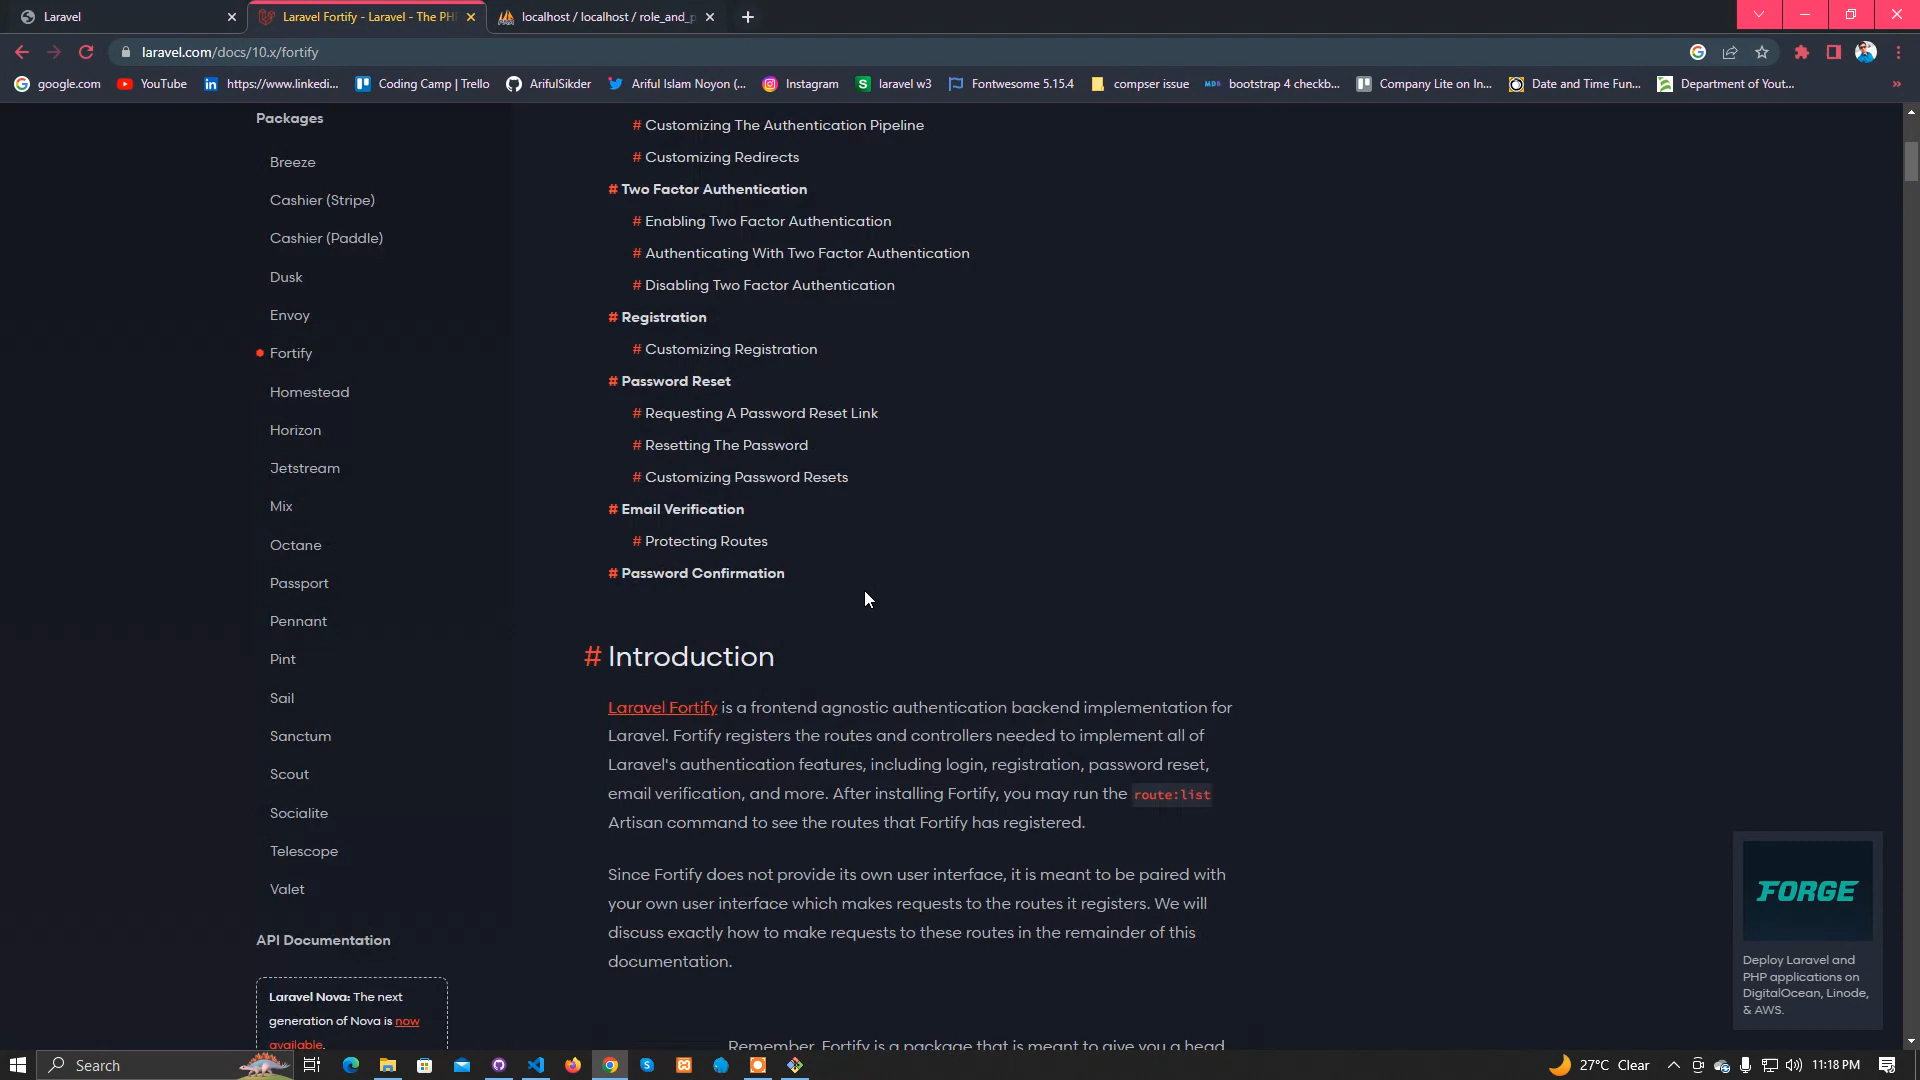 Laravel
Laravel Fortify - Laravel - The PH
localhost / localhost / role_and_p
laravel.com/docs/10.x/fortify
google.com
YouTube
https://www.linkedi...
Coding Camp | Trello
ArifulSikder
Ariful Islam Noyon (...
Instagram
laravel w3
Fontwesome 5.15.4
compser issue
bootstrap 4 checkb...
Company Lite on In...
Date and Time Fun...
Department of Yout...
»
Packages
Breeze
Cashier (Stripe)
Cashier (Paddle)
Dusk
Envoy
Fortify
Homestead
Horizon
Jetstream
Mix
Octane
Passport
Pennant
Pint
Sail
Sanctum
Scout
Socialite
Telescope
Valet
API Documentation
Laravel Nova: The next
generation of Nova is now
available.
# Customizing The Authentication Pipeline
# Customizing Redirects
# Two Factor Authentication
# Enabling Two Factor Authentication
# Authenticating With Two Factor Authentication
# Disabling Two Factor Authentication
# Registration
# Customizing Registration
# Password Reset
# Requesting A Password Reset Link
# Resetting The Password
# Customizing Password Resets
# Email Verification
# Protecting Routes
# Password Confirmation
# Introduction
Laravel Fortify is a frontend agnostic authentication backend implementation for
Laravel. Fortify registers the routes and controllers needed to implement all of
Laravel's authentication features, including login, registration, password reset,
email verification, and more. After installing Fortify, you may run the route:list
Artisan command to see the routes that Fortify has registered.
Since Fortify does not provide its own user interface, it is meant to be paired with
your own user interface which makes requests to the routes it registers. We will
discuss exactly how to make requests to these routes in the remainder of this
documentation.
Remember, Fortify is a package that is meant to give you a head
FORGE
Deploy Laravel and
PHP applications on
DigitalOcean, Linode,
& AWS.
Search
27°C Clear
11:18 PM